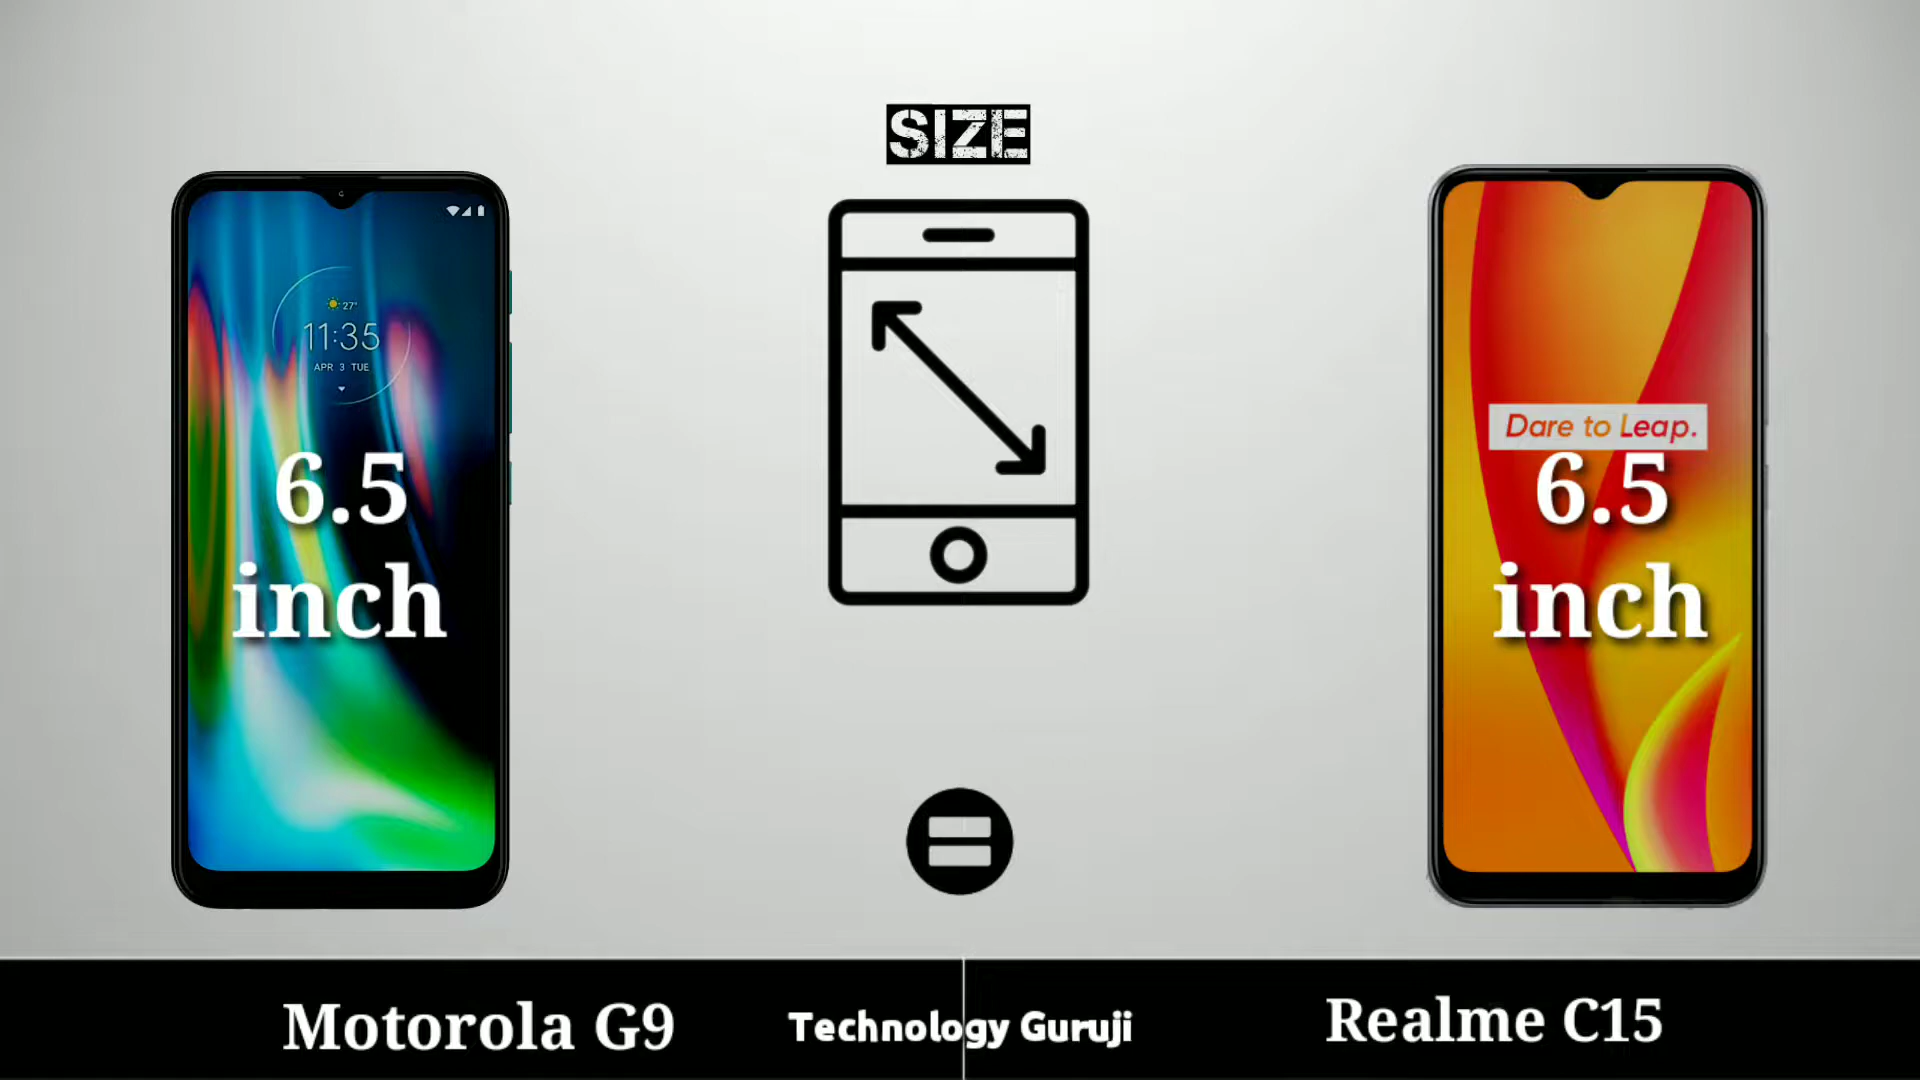 SIZE
27°
11:35
APR 3 TUE
6.5
inch
Dare to Leap.
6.5
inch
Motorola G9
Technology Guruji
Realme C15